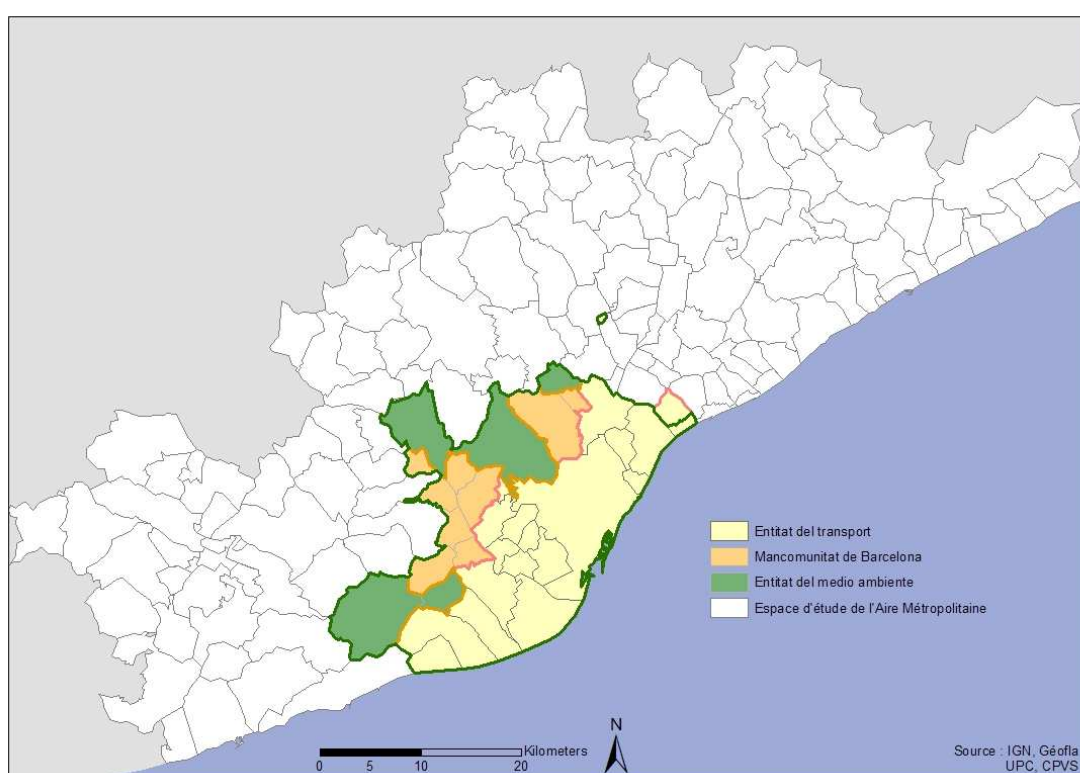 Entitat del transport
Mancomunitat de Barcelona
Entitat del medio ambiente
Espace d'étude de l'Aire Métropolitaine
N
Kilometers
0 5 10 20
Source : IGN, Géofla
UPC, CPVS